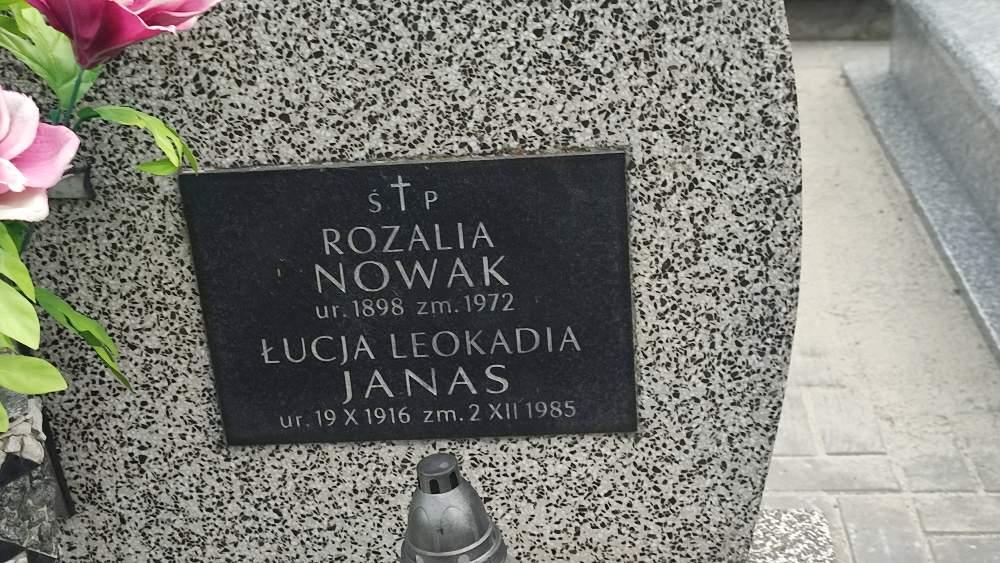 Ś † P
ROZALIA
NOWAK
ur. 1898 zm. 1972
ŁUCJA LEOKADIA
JANAS
ur. 19 X 1916 zm. 2 XII 1985